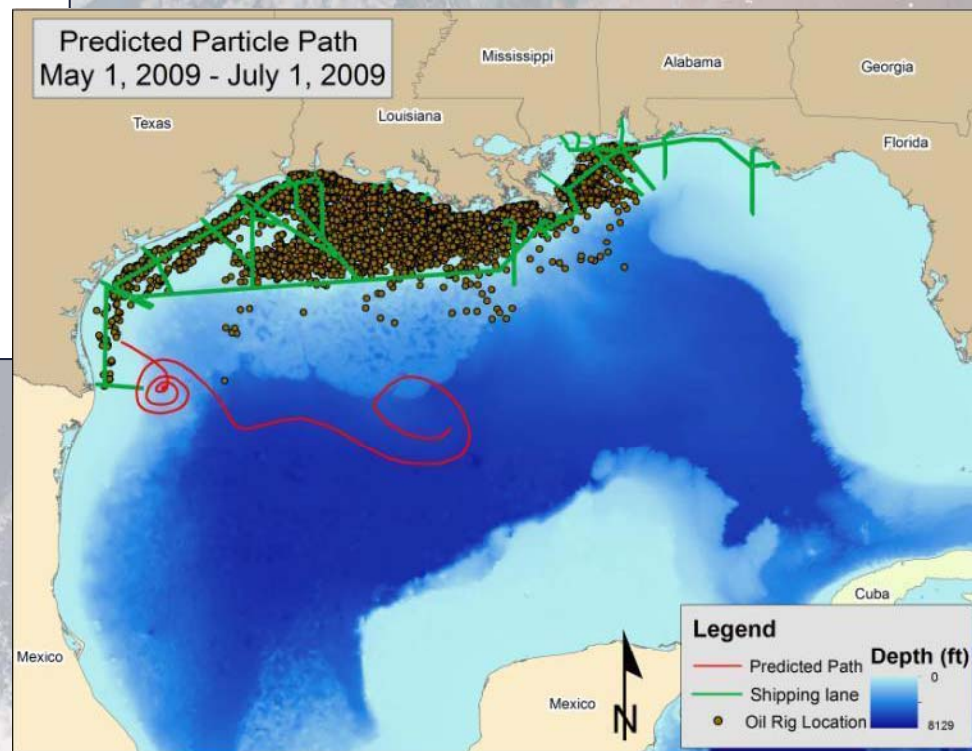 Predicted Particle Path
May 1, 2009 - July 1, 2009
Mississippi
Alabama
Georgia
Texas
Louisiana
Florida
Cuba
Mexico
Mexico
N
Legend
Predicted Path
Shipping lane
Oil Rig Location
Depth (ft)
0
8129